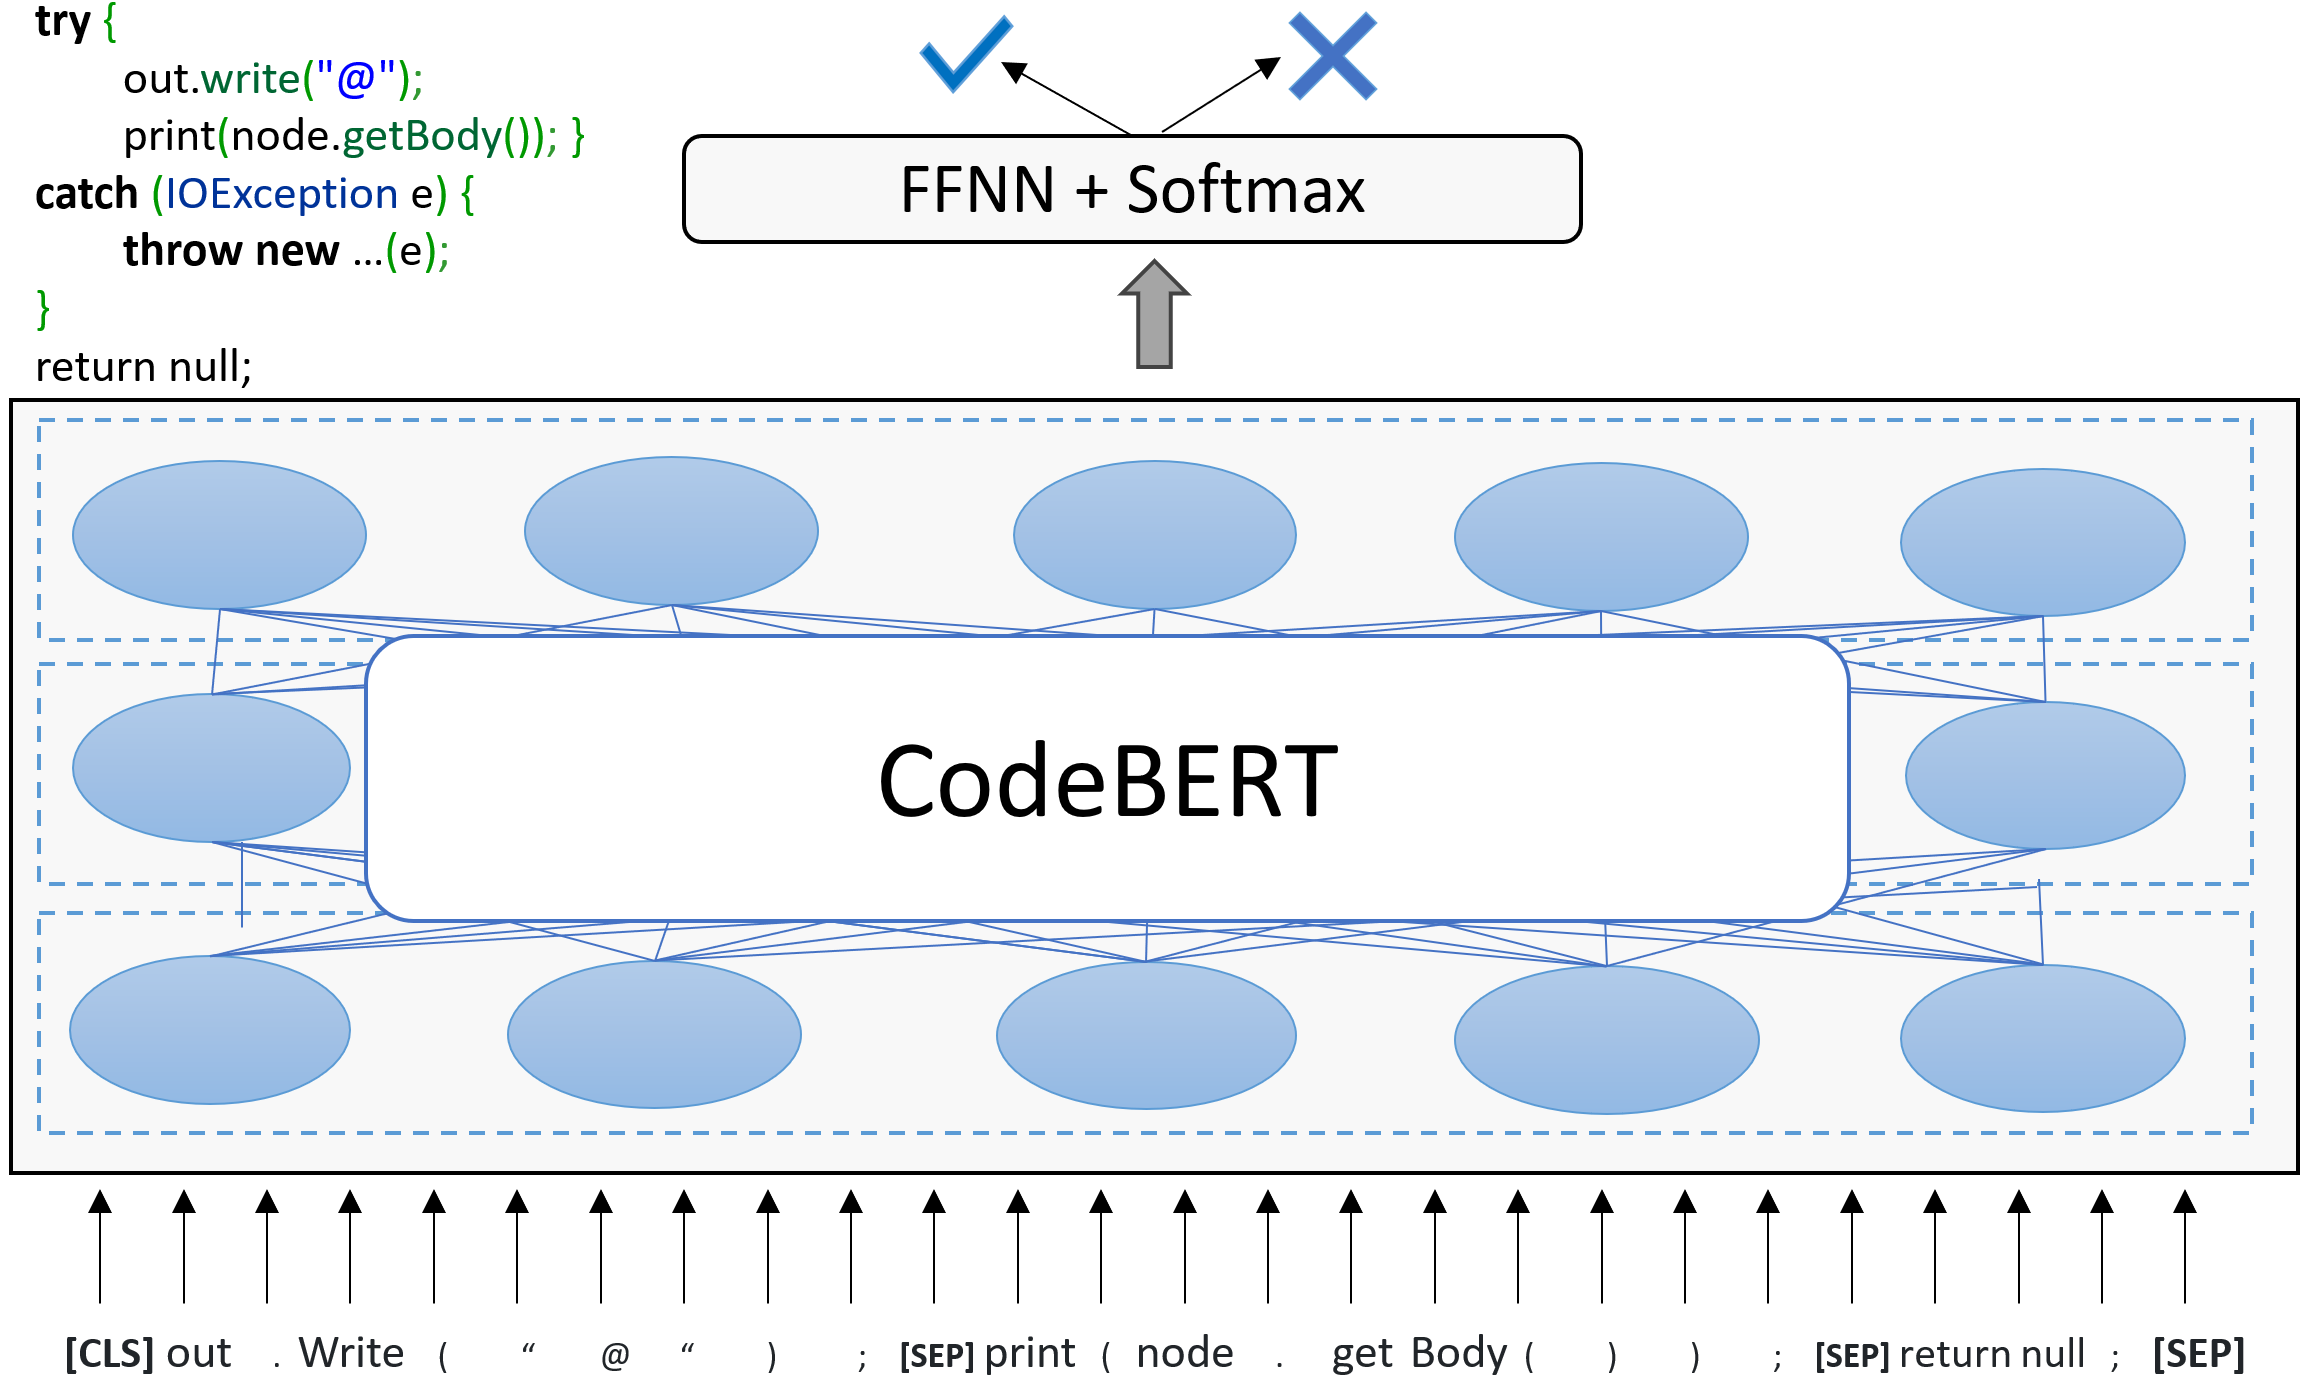 try {
out.write("@");
print(node.getBody()); }
catch (IOException e) {
throw new ...(e);
}
return null;
FFNN + Softmax
CodeBERT
[CLS] out . Write ( “ @ “ ) ; [SEP] print ( node . get Body ( ) ) ; [SEP] return null ; [SEP]